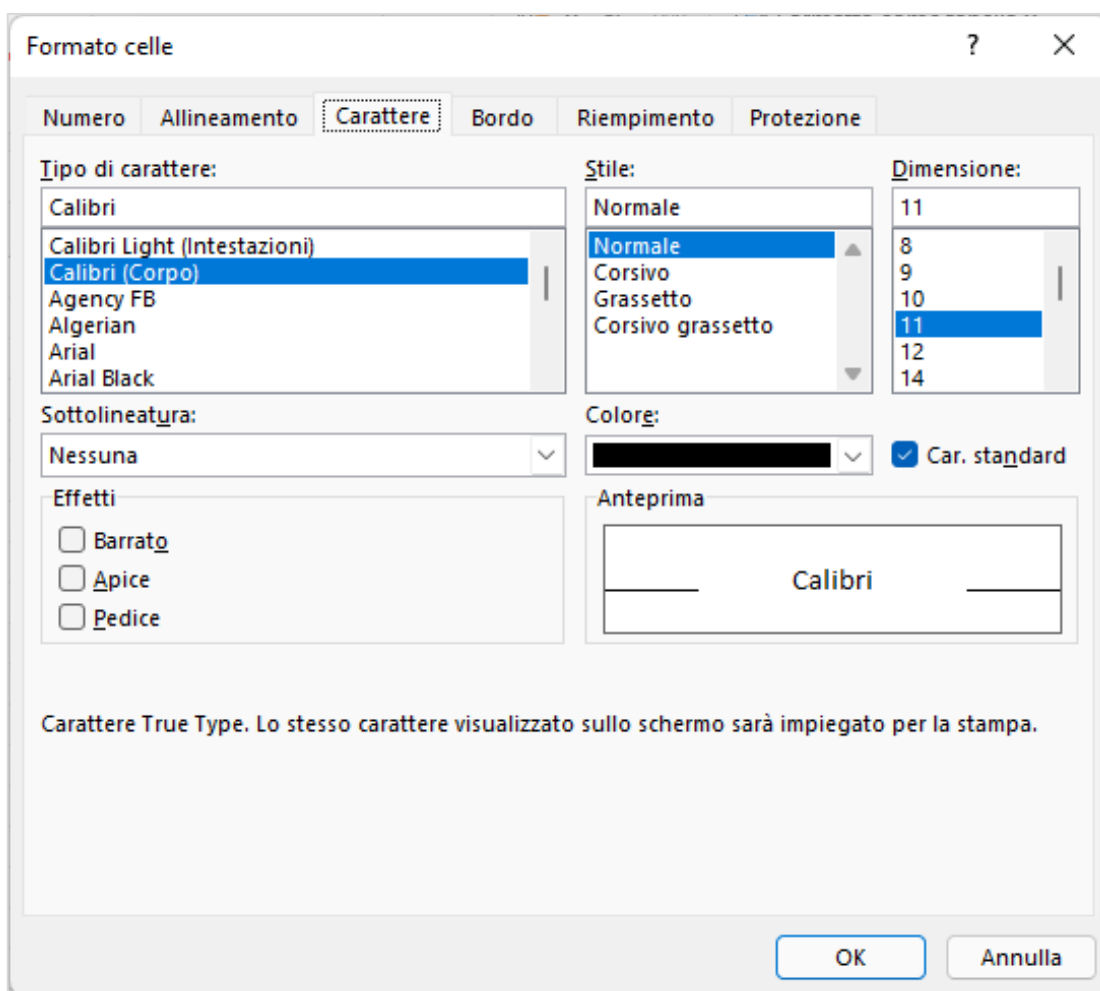 Formato celle ?
Numero Allineamento Carattere Bordo Riempimento Protezione
Tipo di carattere: Stile: Dimensione:
Calibri Normale 11
Calibri Light (Intestazioni) Normale 8
Calibri (Corpo) Corsivo 9
Agency FB Grassetto 10
Algerian Corsivo grassetto 11
Arial 12
Arial Black 14
Sottolineatura: Colore:
Nessuna Car. standard
Effetti Anteprima
Barrato
Apice Calibri
Pedice
Carattere True Type. Lo stesso carattere visualizzato sullo schermo sarà impiegato per la stampa.
OK Annulla